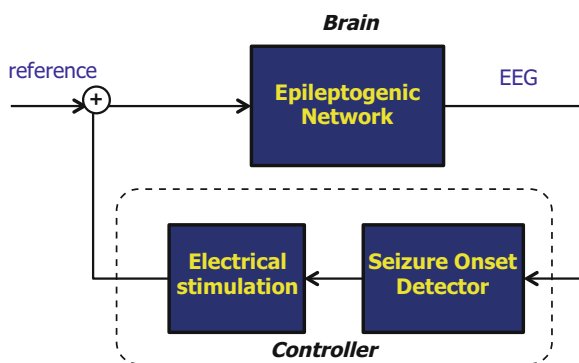 Brain
reference
+
Epileptogenic
Network
EEG
Electrical
stimulation
Seizure Onset
Detector
Controller